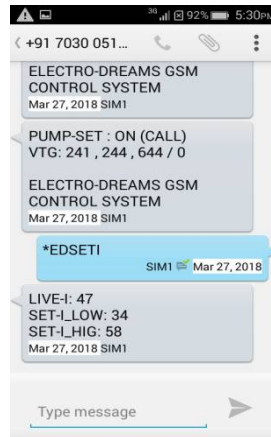 3G 92% 5:30PM
+91 7030 051...
ELECTRO-DREAMS GSM
CONTROL SYSTEM
Mar 27, 2018 SIM1
PUMP-SET : ON (CALL)
VTG: 241 , 244 , 644 / 0
ELECTRO-DREAMS GSM
CONTROL SYSTEM
Mar 27, 2018 SIM1
*EDSETI
SIM1 Mar 27, 2018
LIVE-I: 47
SET-I_LOW: 34
SET-I_HIG: 58
Mar 27, 2018 SIM1
Type message